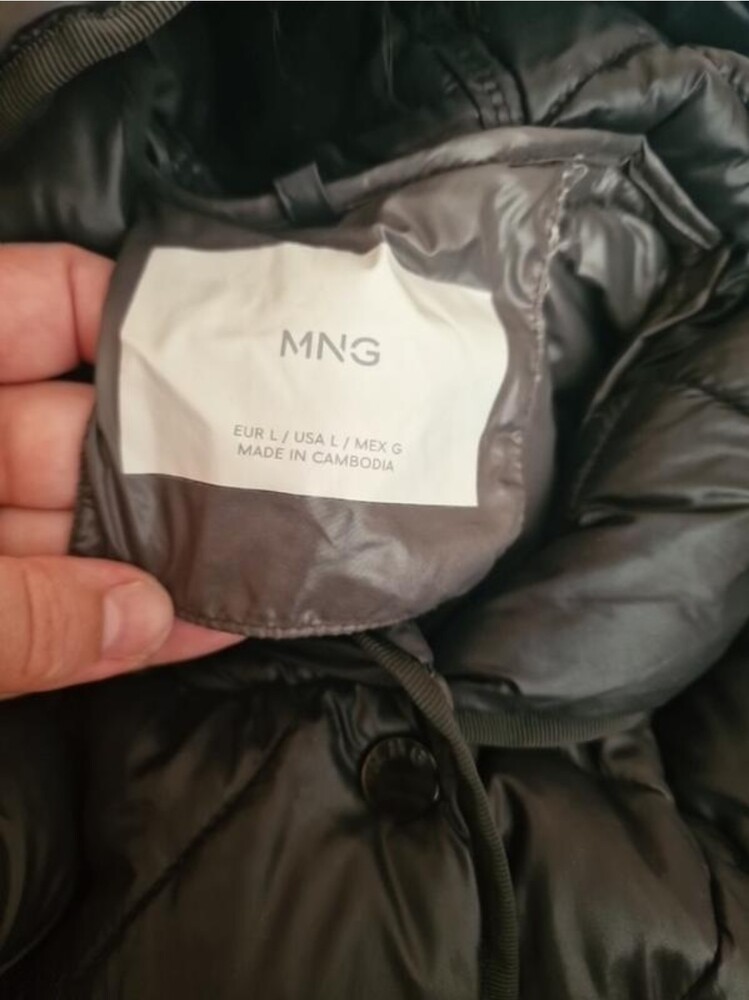 MNG
EUR L / USA L / MEX G
MADE IN CAMBODIA